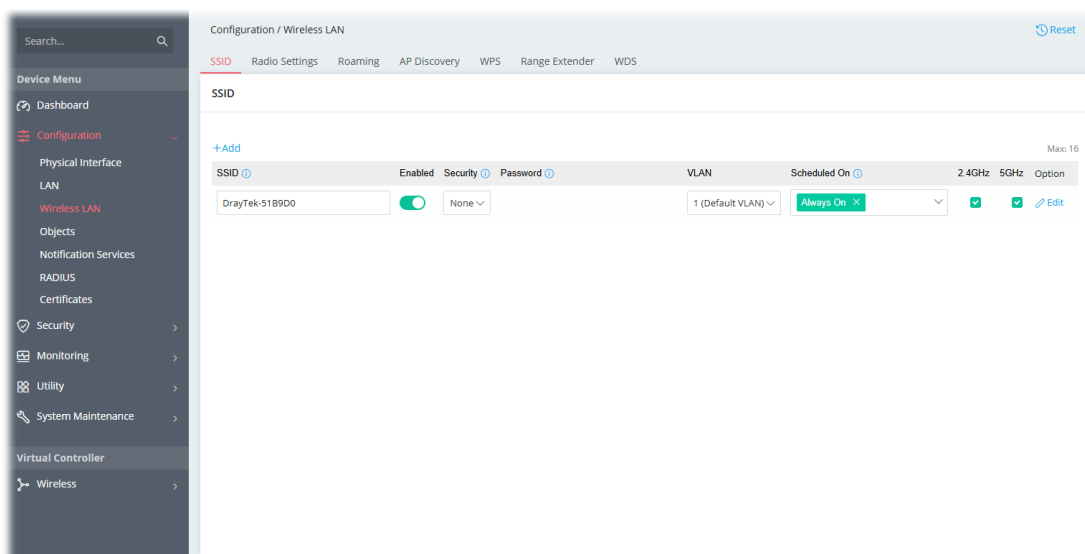 Search...
Device Menu
Dashboard
Configuration
Physical Interface
LAN
Wireless LAN
Objects
Notification Services
RADIUS
Certificates
Security
Monitoring
Utility
System Maintenance
Virtual Controller
Wireless
Configuration / Wireless LAN
Reset
SSID Radio Settings Roaming AP Discovery WPS Range Extender WDS
SSID
+Add
Max: 16
SSID Enabled Security Password VLAN Scheduled On 2.4GHz 5GHz Option
DrayTek-51B9D0 None 1 (Default VLAN) Always On × Edit